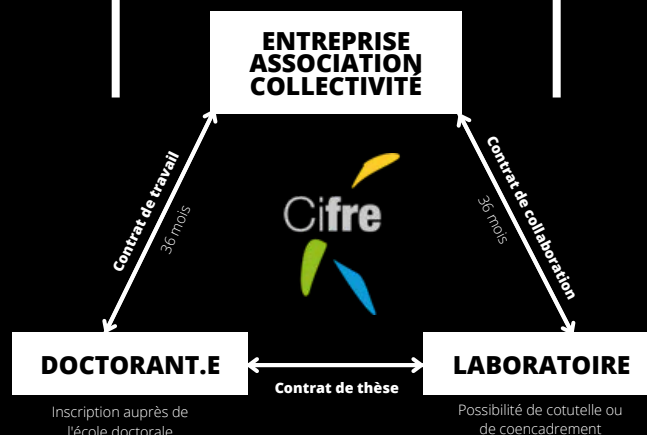 ENTREPRISE
ASSOCIATION
COLLECTIVITÉ
Contrat de travail
36 mois
Cifre
Contrat de collaboration
36 mois
DOCTORANT.E
Contrat de thèse
LABORATOIRE
Inscription auprès de
l'école doctorale
Possibilité de cotutelle ou
de coencadrement